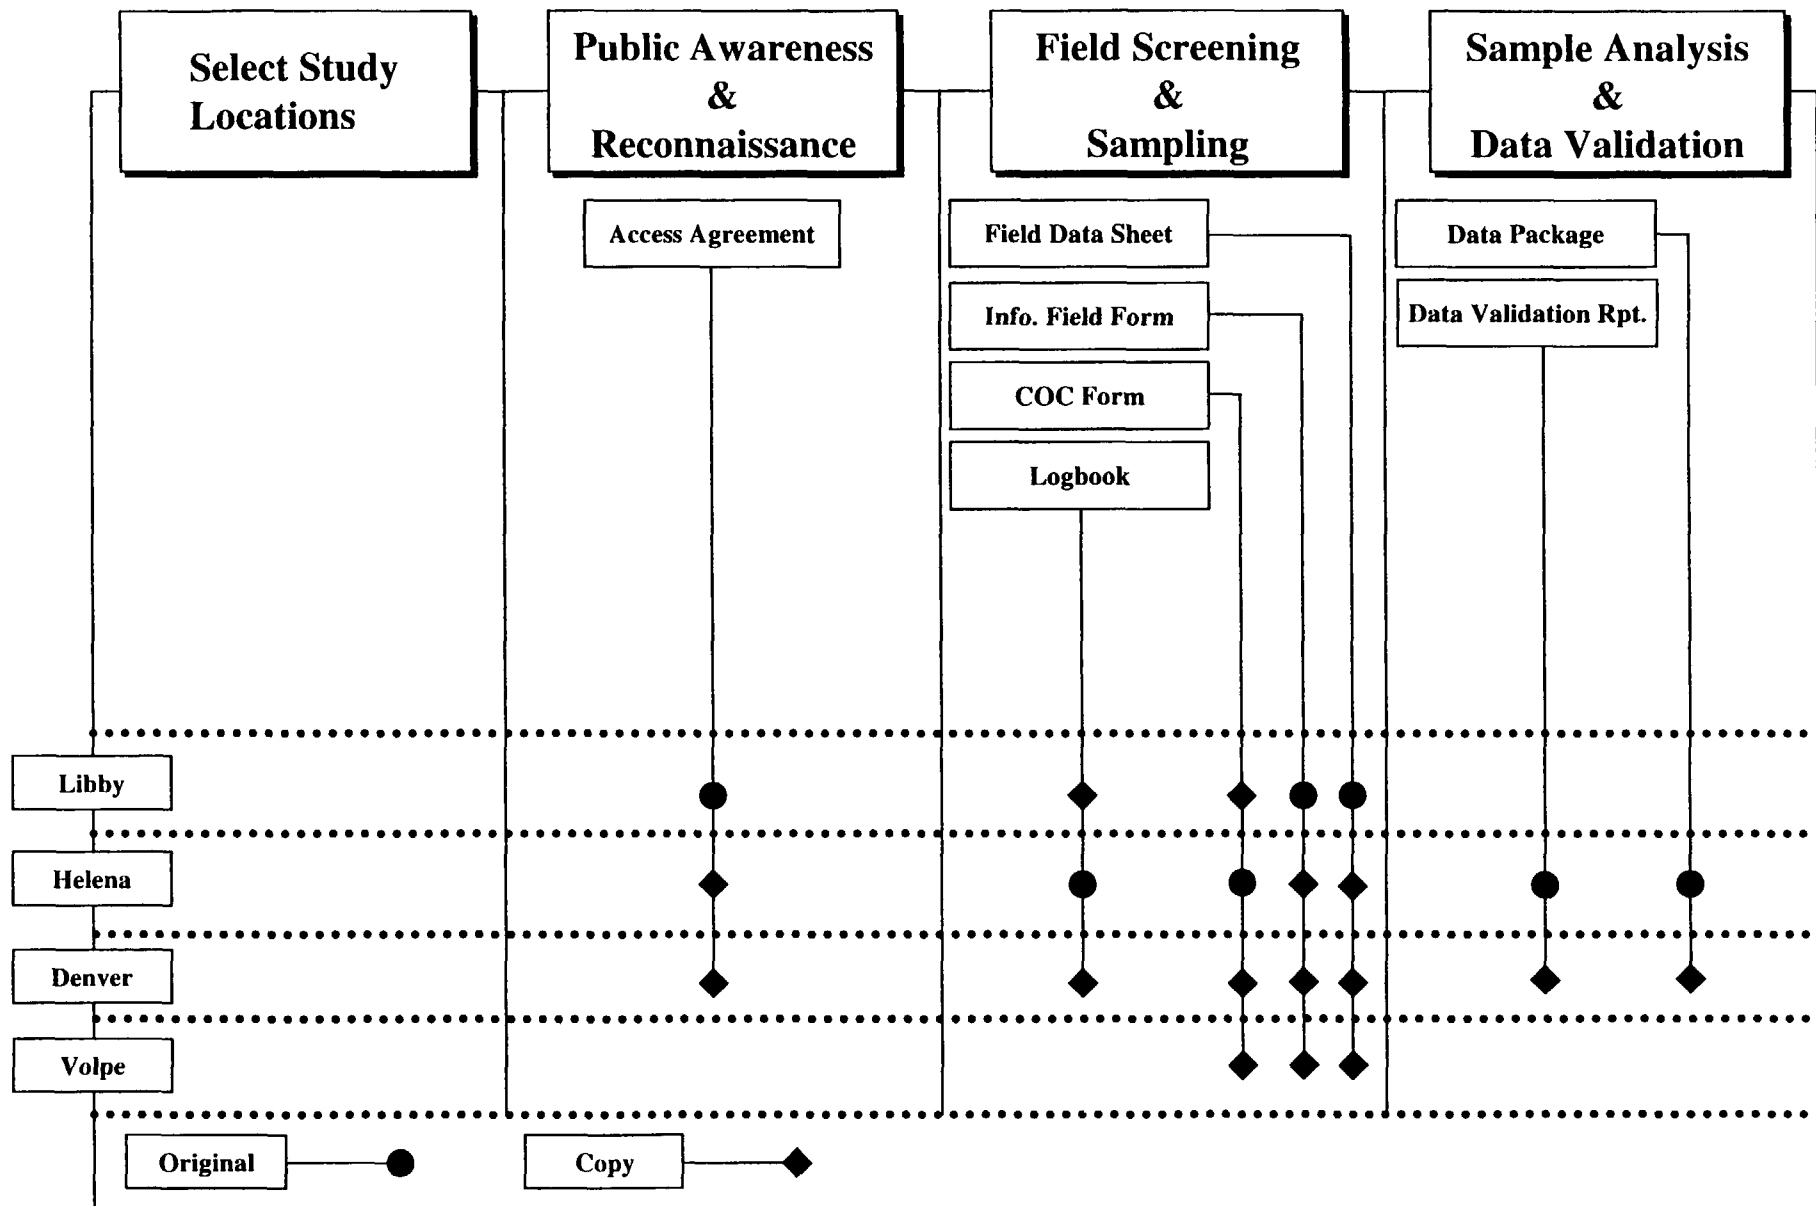 Select Study
Locations
Public Awareness
&
Reconnaissance
Field Screening
&
Sampling
Sample Analysis
&
Data Validation
Access Agreement
Field Data Sheet
Info. Field Form
COC Form
Logbook
Data Package
Data Validation Rpt.
Libby
Helena
Denver
Volpe
Original
Copy